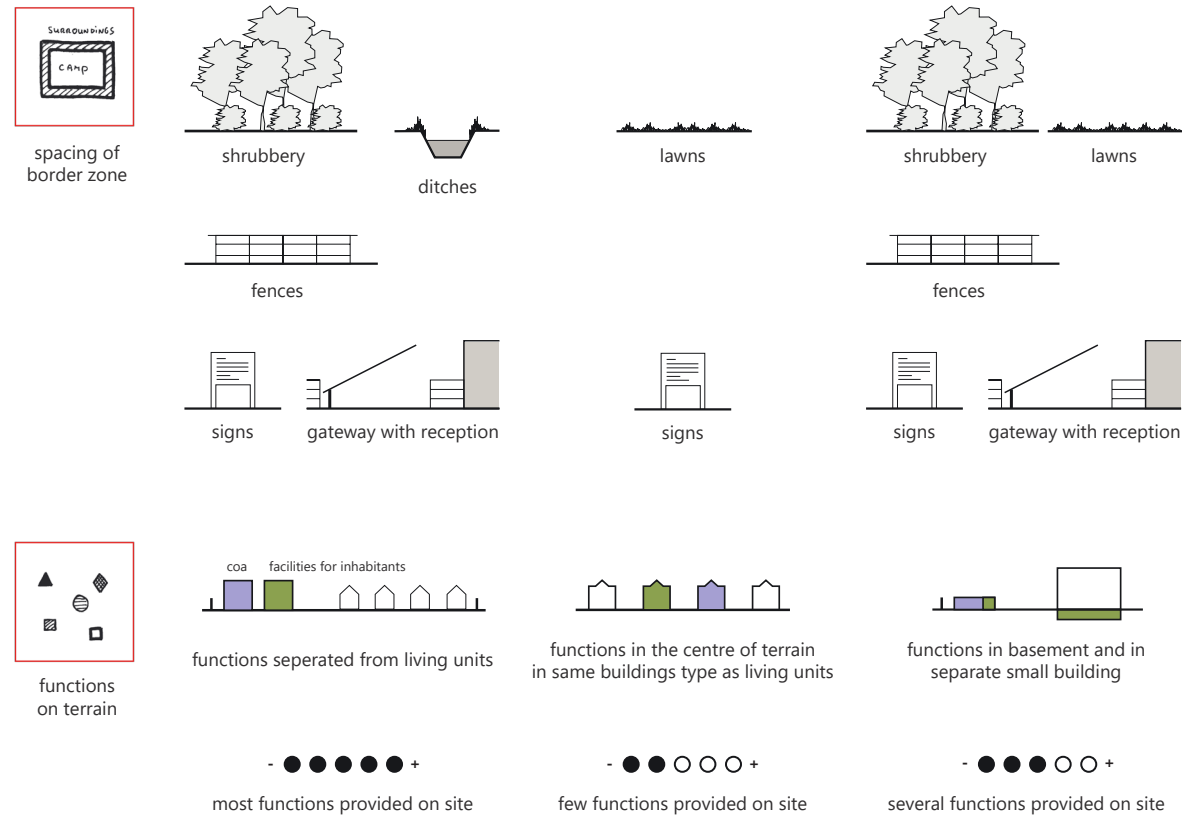 SURROUNDINGS
CAMP
spacing of
border zone
shrubbery
ditches
lawns
shrubbery
lawns
fences
fences
signs
gateway with reception
signs
signs
gateway with reception
functions
on terrain
coa
facilities for inhabitants
functions seperated from living units
functions in the centre of terrain
in same buildings type as living units
functions in basement and in
separate small building
- +
most functions provided on site
- +
few functions provided on site
- +
several functions provided on site